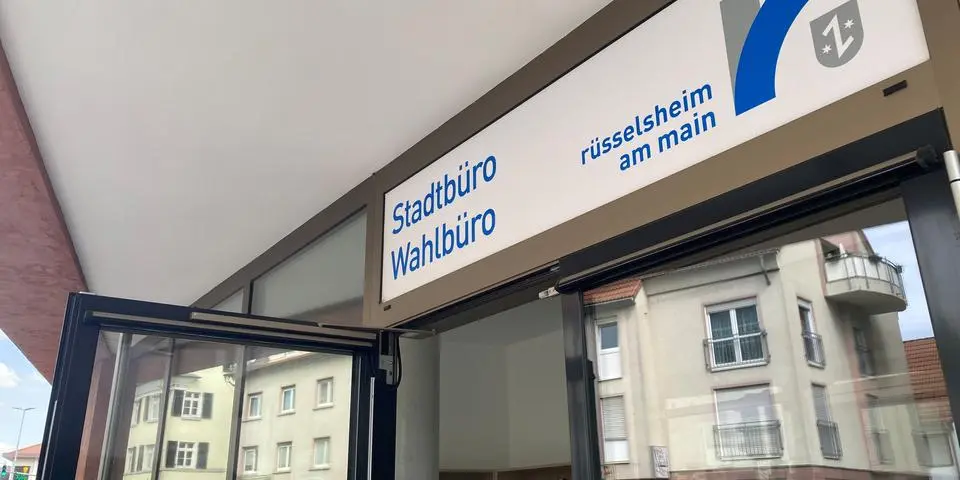 Stadtbüro
Wahlbüro
rüsselsheim
am main